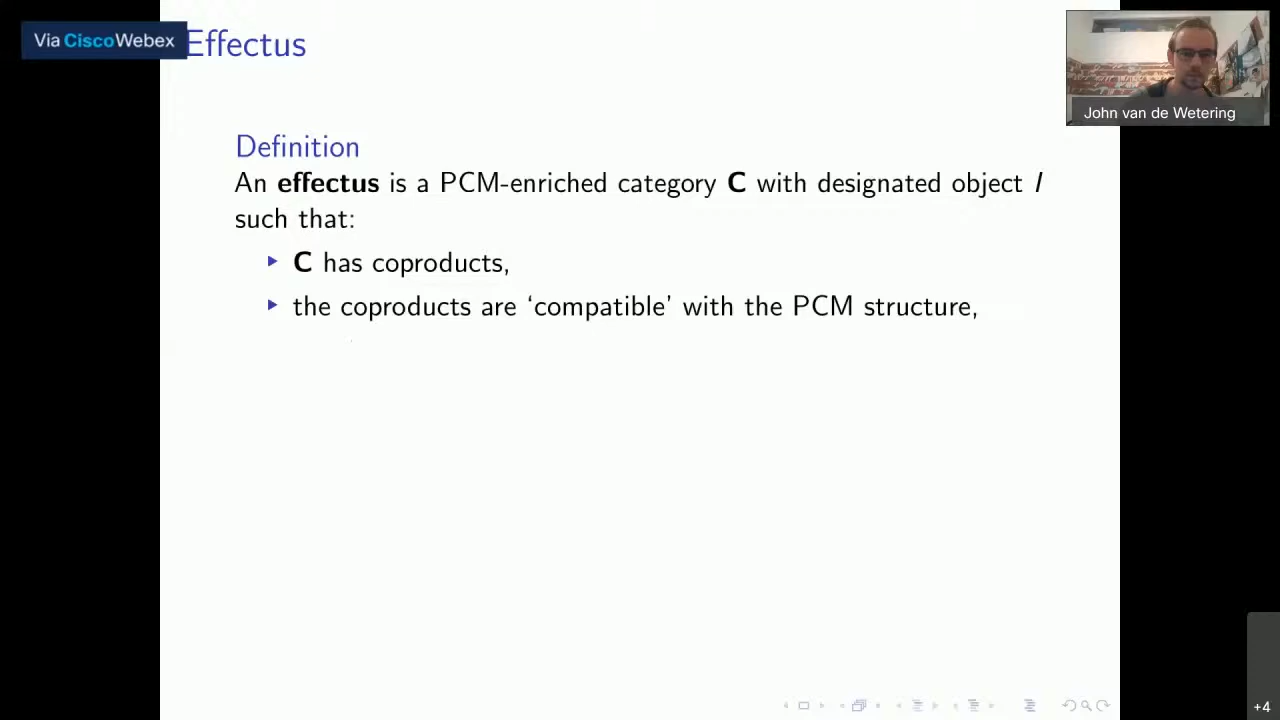 Via CiscoWebex
Effectus
John van de Wetering
Definition
An effectus is a PCM-enriched category C with designated object I
such that:
▶ C has coproducts,
▶ the coproducts are ‘compatible’ with the PCM structure,
+4